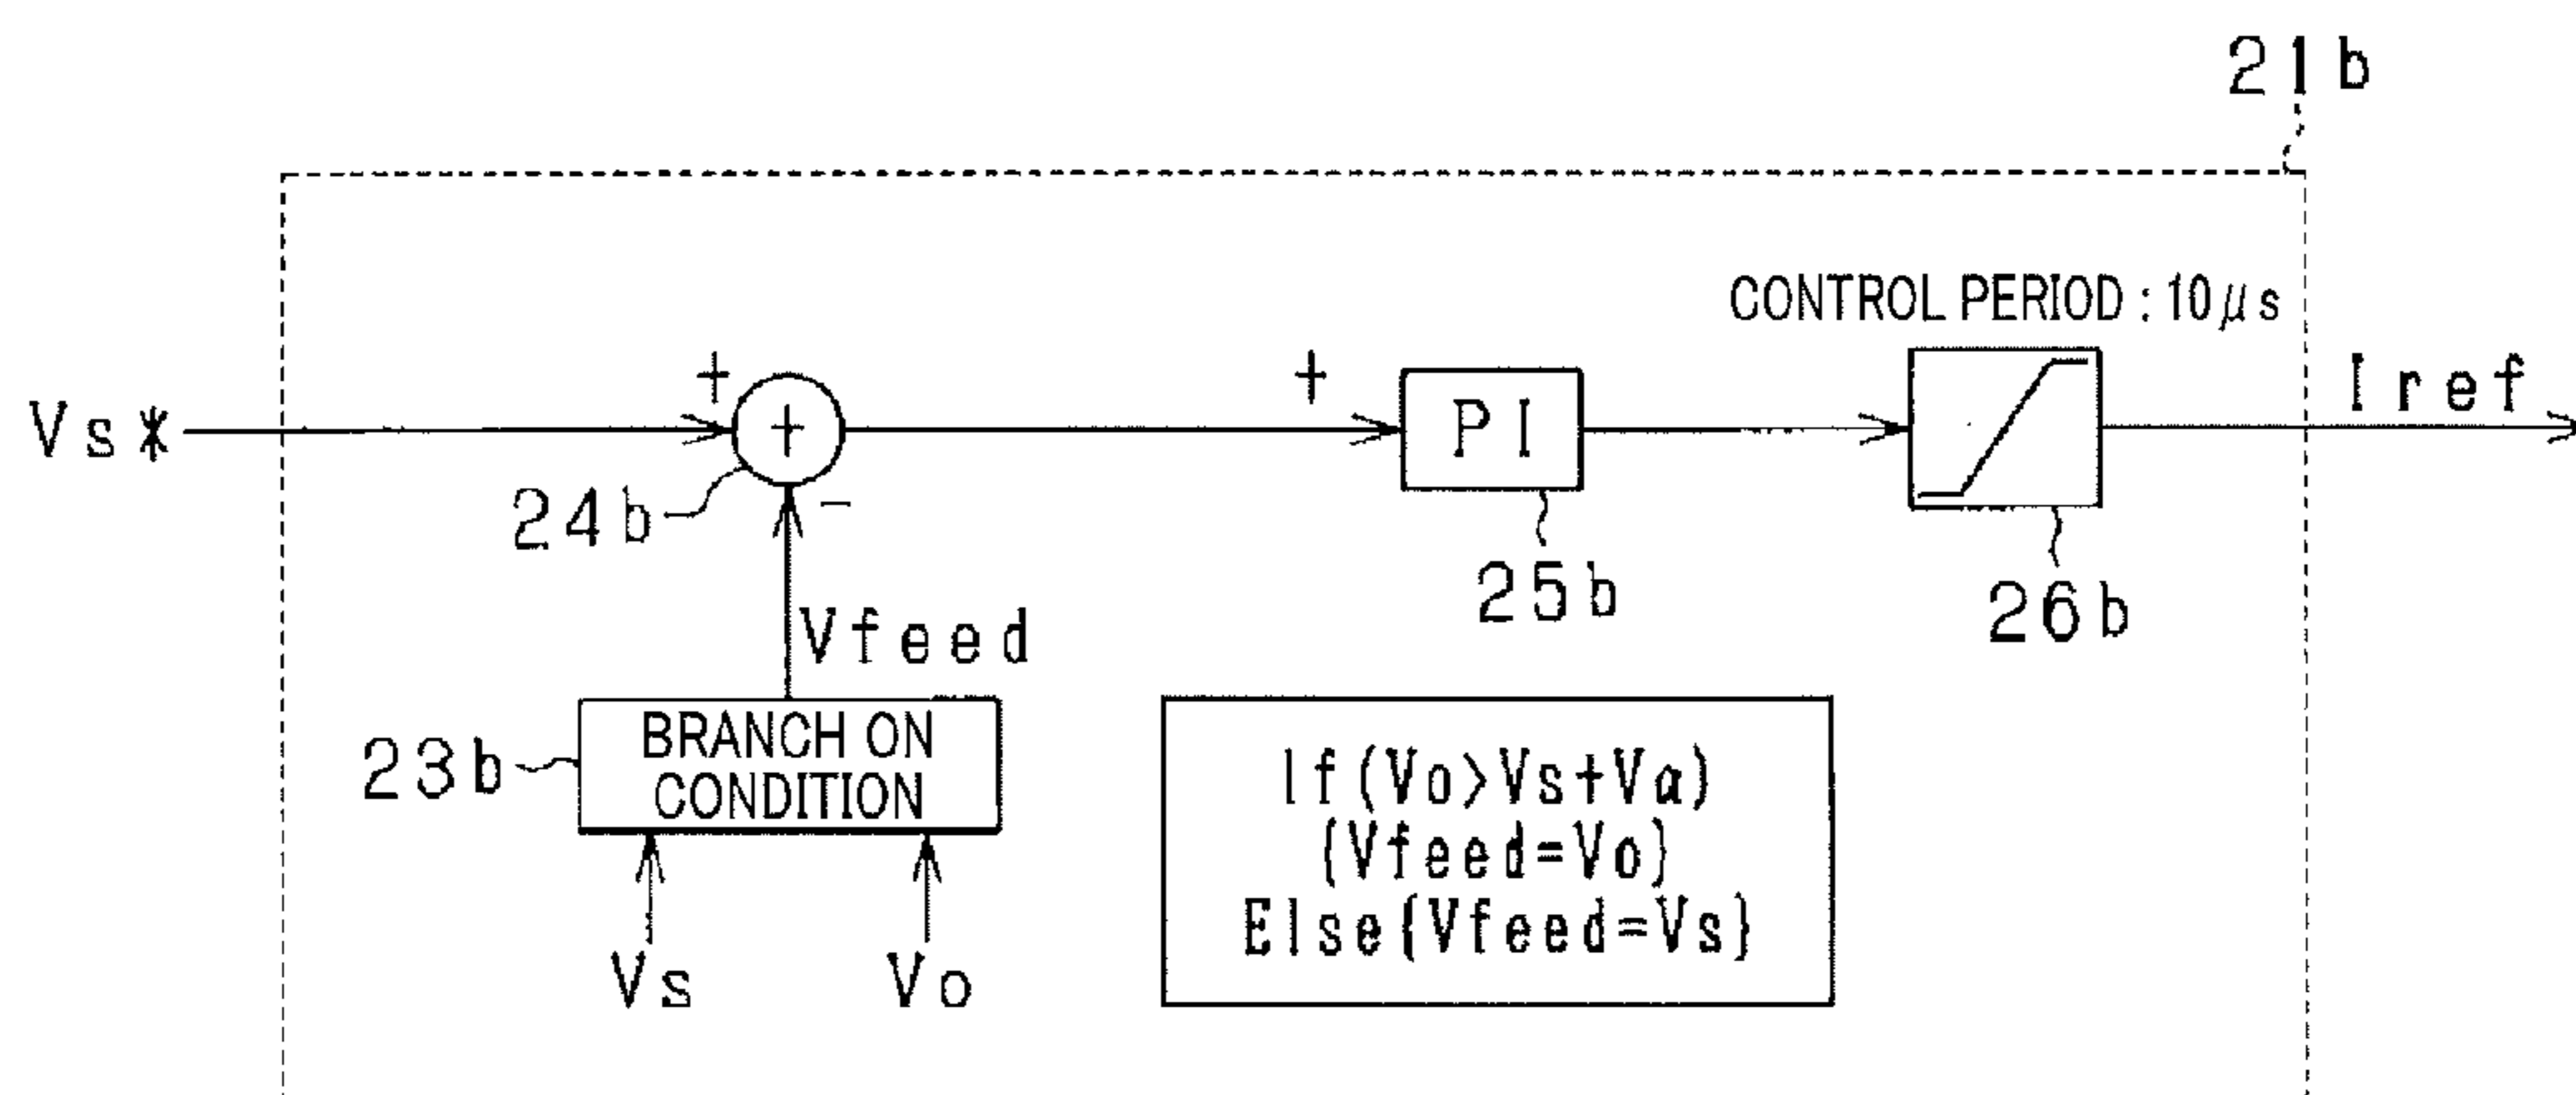 21b
CONTROL PERIOD : 10μs
Vs*
+
+
+
PI
Iref
24b
-
25b
26b
Vfeed
23b
BRANCH ON
CONDITION
Vs
Vo
If(Vo>Vs+Vα)
{Vfeed=Vo}
Else{Vfeed=Vs}